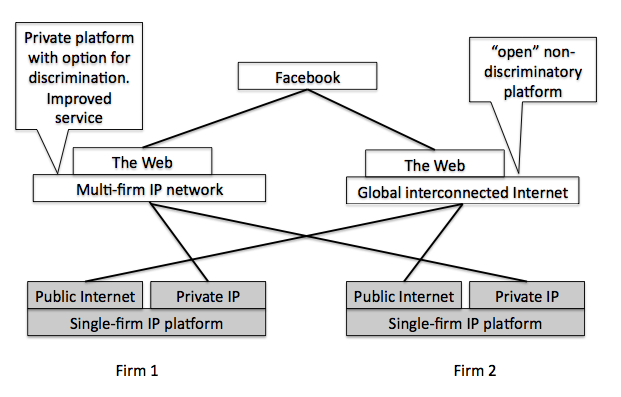 Private platform
with option for
discrimination.
Improved
service
Facebook
“open” non-
discriminatory
platform
The Web
Multi-firm IP network
The Web
Global interconnected Internet
Public Internet
Private IP
Single-firm IP platform
Public Internet
Private IP
Single-firm IP platform
Firm 1
Firm 2